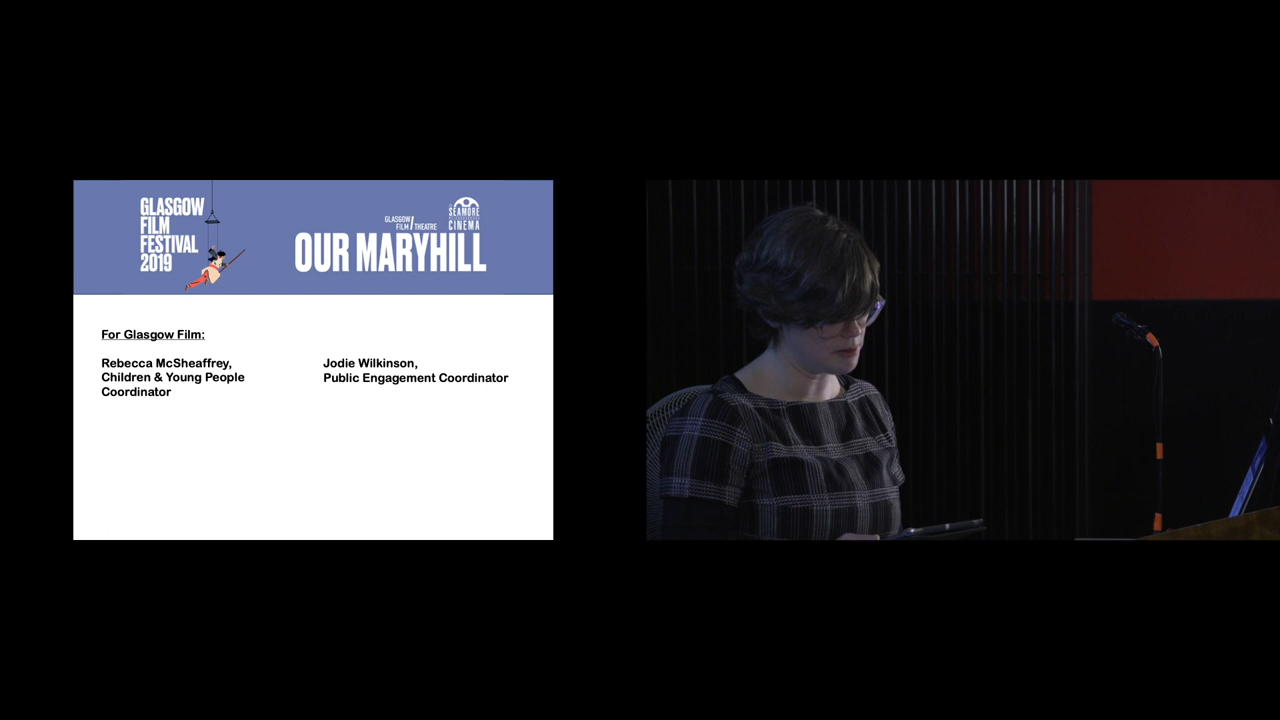 GLASGOW
FILM
FESTIVAL
2019
GLASGOW
FILM / THEATRE
SEAMORE
CINEMA
OUR MARYHILL
For Glasgow Film:
Rebecca McSheaffrey,
Children & Young People
Coordinator
Jodie Wilkinson,
Public Engagement Coordinator